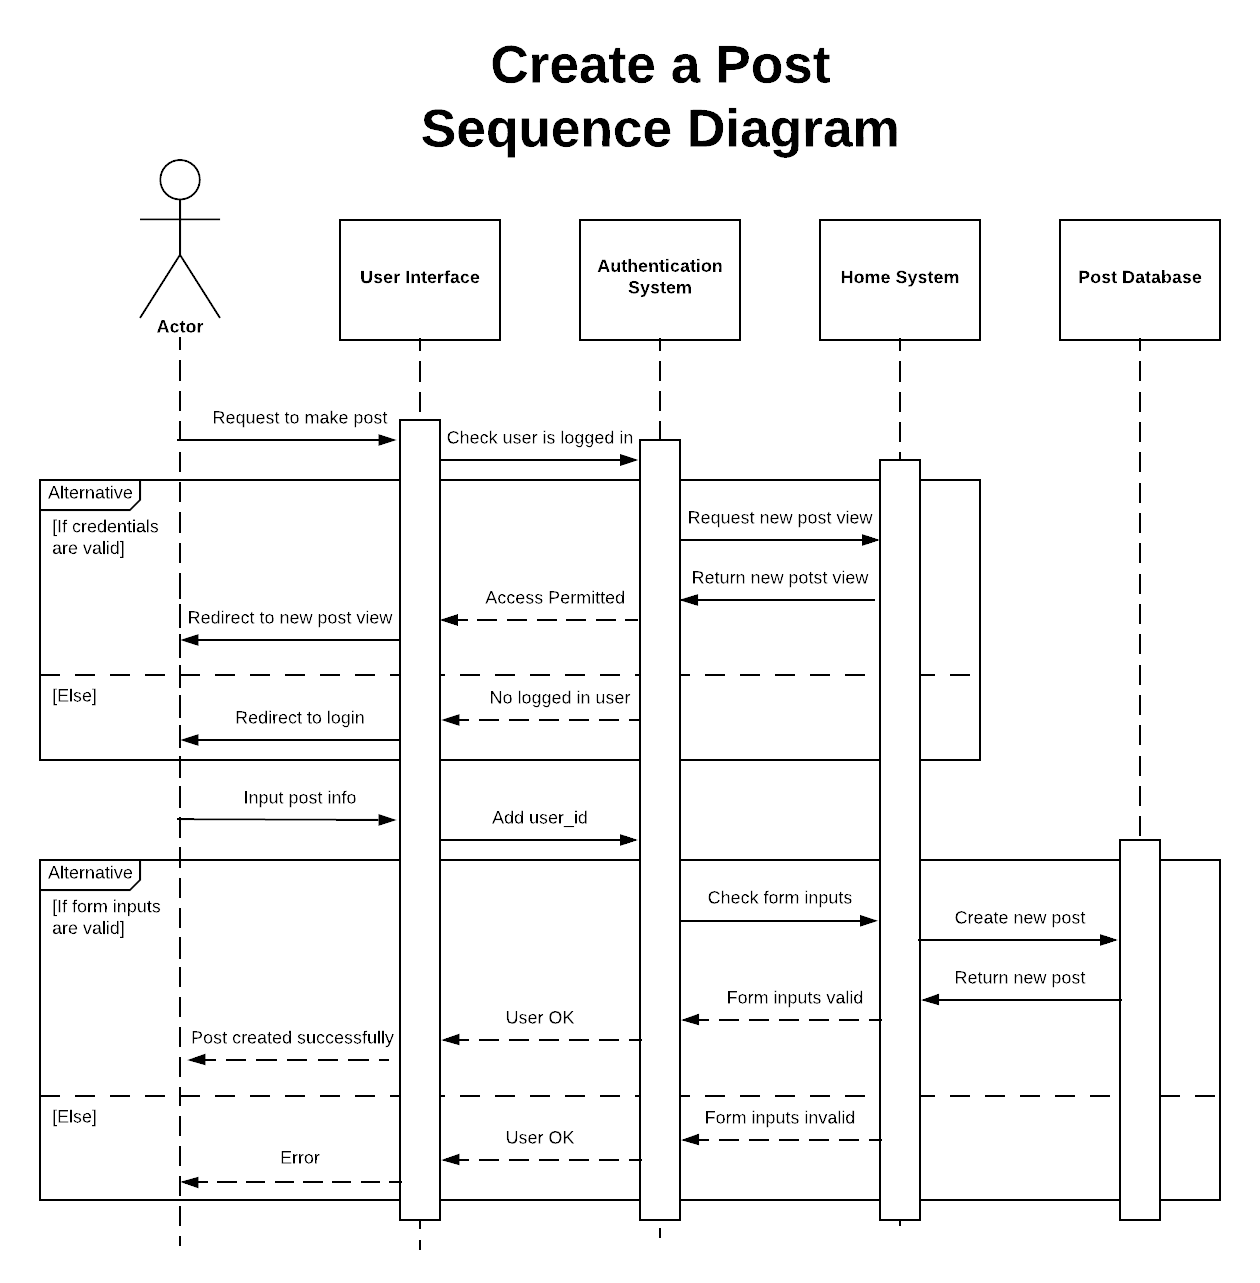 Create a Post
Sequence Diagram
Actor
User Interface
Authentication
System
Home System
Post Database
Request to make post
Check user is logged in
Alternative
[If credentials
are valid]
Request new post view
Return new potst view
Access Permitted
Redirect to new post view
[Else]
No logged in user
Redirect to login
Input post info
Add user_id
Alternative
[If form inputs
are valid]
Check form inputs
Create new post
Return new post
Form inputs valid
User OK
Post created successfully
[Else]
Form inputs invalid
User OK
Error